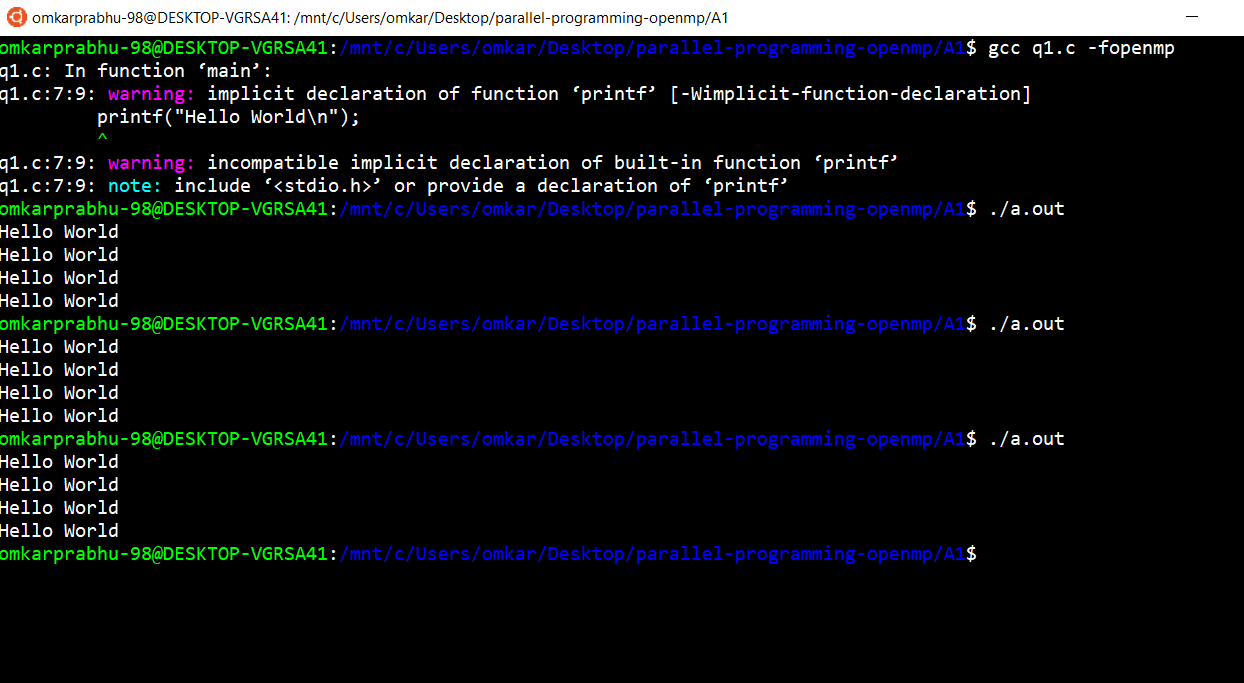 omkarprabhu-98@DESKTOP-VGRSA41: /mnt/c/Users/omkar/Desktop/parallel-programming-openmp/A1
omkarprabhu-98@DESKTOP-VGRSA41:/mnt/c/Users/omkar/Desktop/parallel-programming-openmp/A1$ gcc q1.c -fopenmp
q1.c: In function ‘main’:
q1.c:7:9: warning: implicit declaration of function ‘printf’ [-Wimplicit-function-declaration]
         printf("Hello World\n");
         ^
q1.c:7:9: warning: incompatible implicit declaration of built-in function ‘printf’
q1.c:7:9: note: include ‘<stdio.h>’ or provide a declaration of ‘printf’
omkarprabhu-98@DESKTOP-VGRSA41:/mnt/c/Users/omkar/Desktop/parallel-programming-openmp/A1$ ./a.out
Hello World
Hello World
Hello World
Hello World
omkarprabhu-98@DESKTOP-VGRSA41:/mnt/c/Users/omkar/Desktop/parallel-programming-openmp/A1$ ./a.out
Hello World
Hello World
Hello World
Hello World
omkarprabhu-98@DESKTOP-VGRSA41:/mnt/c/Users/omkar/Desktop/parallel-programming-openmp/A1$ ./a.out
Hello World
Hello World
Hello World
Hello World
omkarprabhu-98@DESKTOP-VGRSA41:/mnt/c/Users/omkar/Desktop/parallel-programming-openmp/A1$